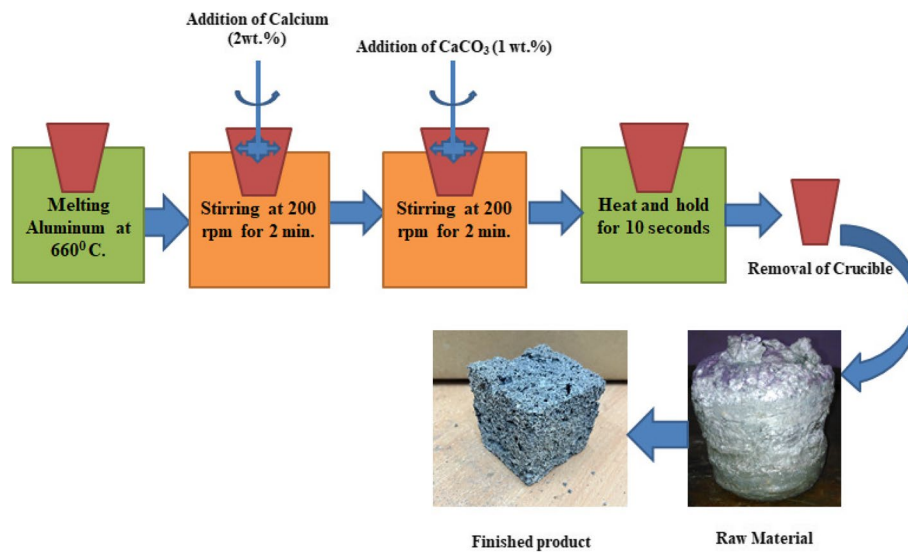 Addition of Calcium
(2wt.%)
Addition of CaCO₃ (1 wt.%)
Melting
Aluminum at
660⁰ C.
Stirring at 200
rpm for 2 min.
Stirring at 200
rpm for 2 min.
Heat and hold
for 10 seconds
Removal of Crucible
Finished product
Raw Material